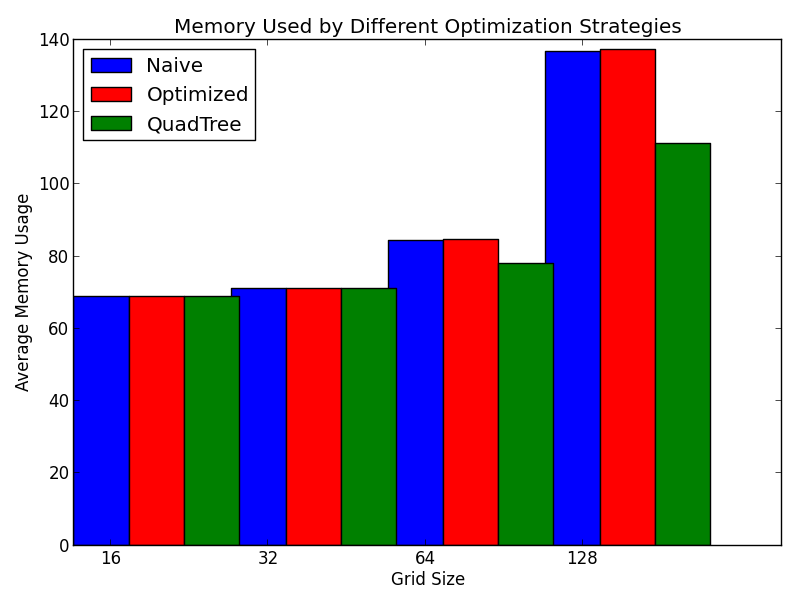 Memory Used by Different Optimization Strategies
140
120
100
80
60
40
20
0
Average Memory Usage
Naive
Optimized
QuadTree
16 32 64 128
Grid Size